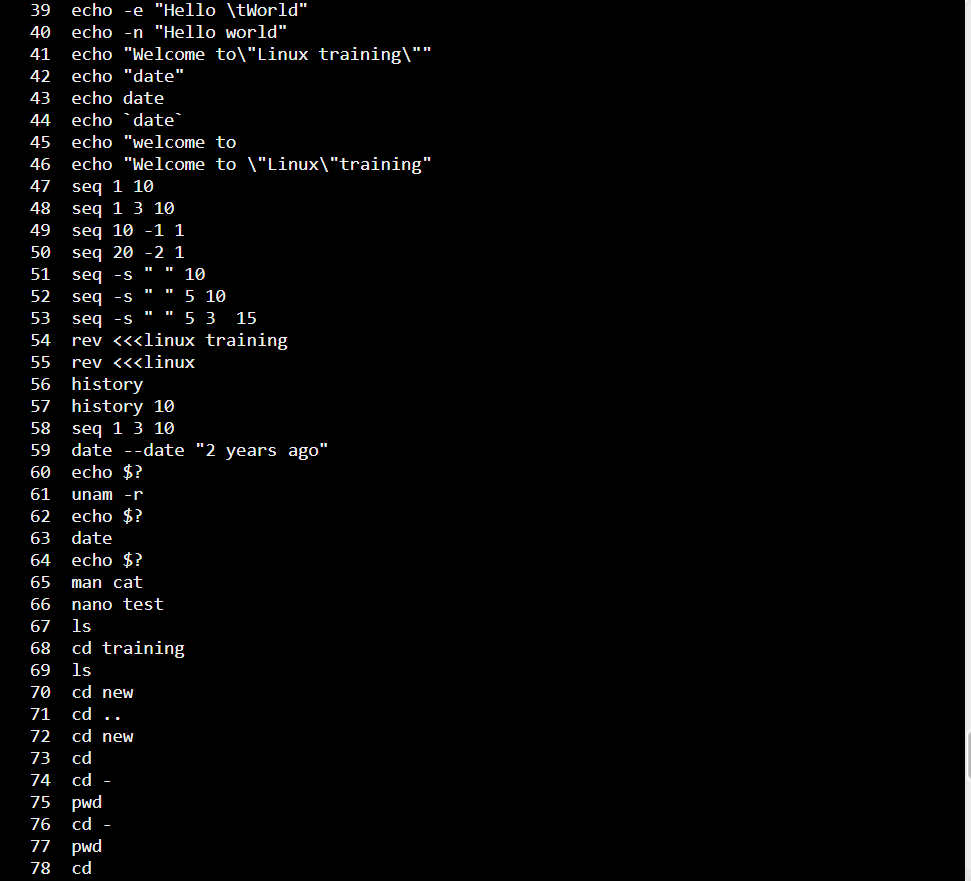 39 echo -e "Hello \tWorld"
40 echo -n "Hello world"
41 echo "Welcome to\"Linux training\""
42 echo "date"
43 echo date
44 echo `date`
45 echo "welcome to
46 echo "Welcome to \"Linux\"training"
47 seq 1 10
48 seq 1 3 10
49 seq 10 -1 1
50 seq 20 -2 1
51 seq -s " " 10
52 seq -s " " 5 10
53 seq -s " " 5 3  15
54 rev <<<linux training
55 rev <<<linux
56 history
57 history 10
58 seq 1 3 10
59 date --date "2 years ago"
60 echo $?
61 unam -r
62 echo $?
63 date
64 echo $?
65 man cat
66 nano test
67 ls
68 cd training
69 ls
70 cd new
71 cd ..
72 cd new
73 cd
74 cd -
75 pwd
76 cd -
77 pwd
78 cd